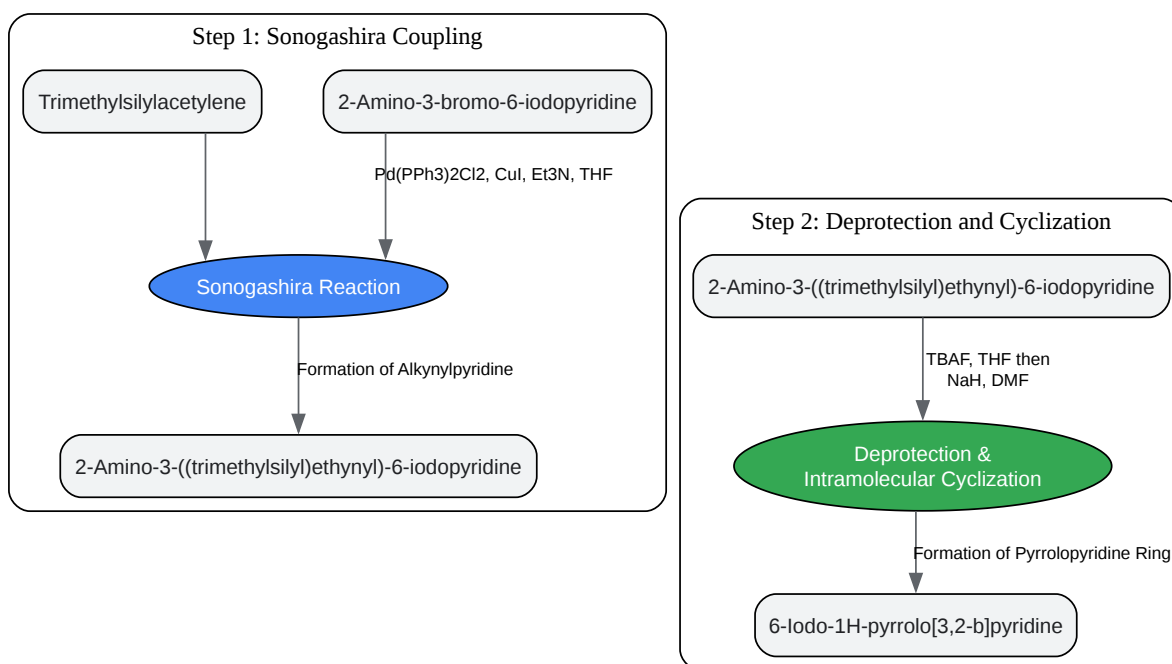 Step 1: Sonogashira Coupling
Trimethylsilylacetylene
2-Amino-3-bromo-6-iodopyridine
Pd(PPh3)2Cl2, CuI, Et3N, THF
Sonogashira Reaction
Formation of Alkynylpyridine
2-Amino-3-((trimethylsilyl)ethynyl)-6-iodopyridine
Step 2: Deprotection and Cyclization
2-Amino-3-((trimethylsilyl)ethynyl)-6-iodopyridine
TBAF, THF then
NaH, DMF
Deprotection &
Intramolecular Cyclization
Formation of Pyrrolopyridine Ring
6-Iodo-1H-pyrrolo[3,2-b]pyridine